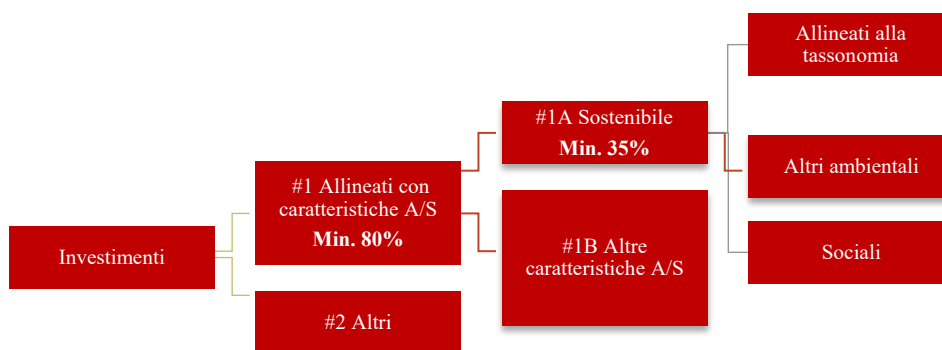 Investimenti
#1 Allineati con
caratteristiche A/S
Min. 80%
#2 Altri
#1A Sostenibile
Min. 35%
#1B Altre
caratteristiche A/S
Allineati alla
tassonomia
Altri ambientali
Sociali